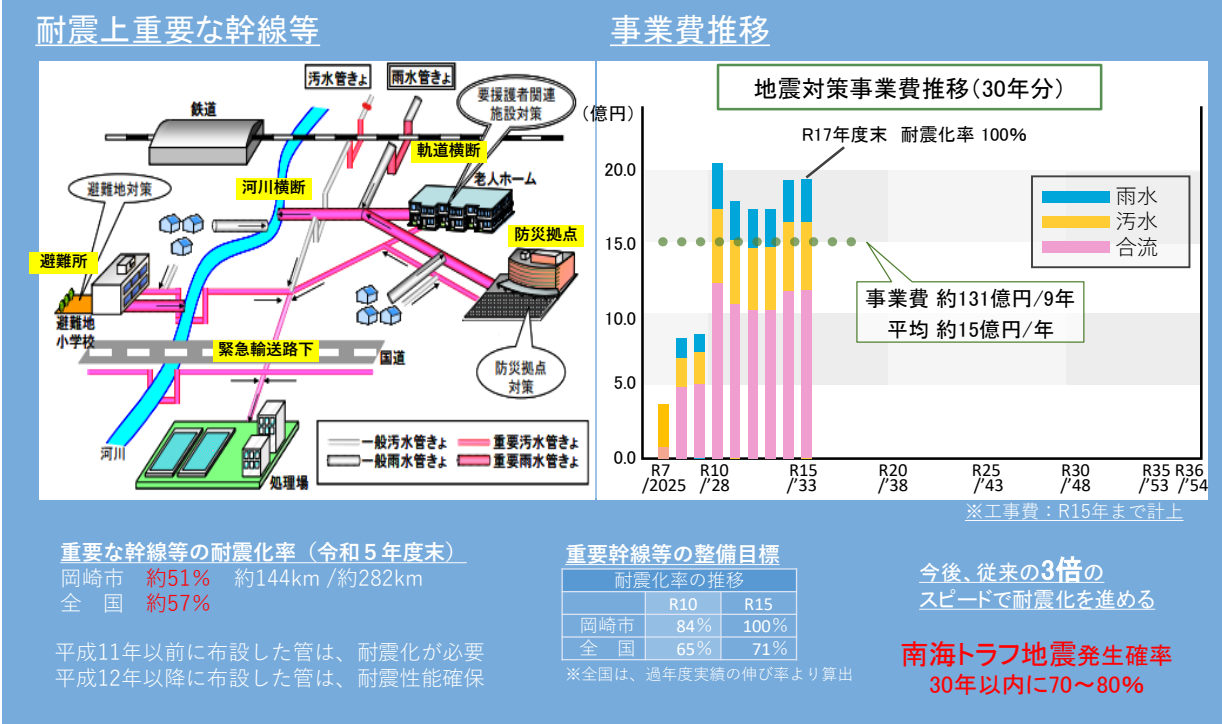 耐震上重要な幹線等
汚水管きょ
雨水管きょ
要援護者関連
施設対策
鉄道
軌道横断
避難地対策
河川横断
老人ホーム
防災拠点
避難所
避難地
小学校
緊急輸送路下
国道
防災拠点
対策
河川
処理場
一般汚水管きょ
重要汚水管きょ
一般雨水管きょ
重要雨水管きょ
事業費推移
地震対策事業費推移(30年分)
(億円)
R17年度末 耐震化率 100%
20.0
15.0
10.0
5.0
0.0
雨水
汚水
合流
事業費 約131億円/9年
平均 約15億円/年
R7 R10 R15 R20 R25 R30 R35 R36
/2025 /'28 /'33 /'38 /'43 /'48 /'53 /'54
※工事費：R15年まで計上
重要な幹線等の耐震化率（令和５年度末）
岡崎市 約51% 約144km /約282km
全 国 約57%
平成11年以前に布設した管は、耐震化が必要
平成12年以降に布設した管は、耐震性能確保
重要幹線等の整備目標
耐震化率の推移
R10 R15
岡崎市 84% 100%
全 国 65% 71%
※全国は、過年度実績の伸び率より算出
今後、従来の3倍の
スピードで耐震化を進める
南海トラフ地震発生確率
30年以内に70～80%